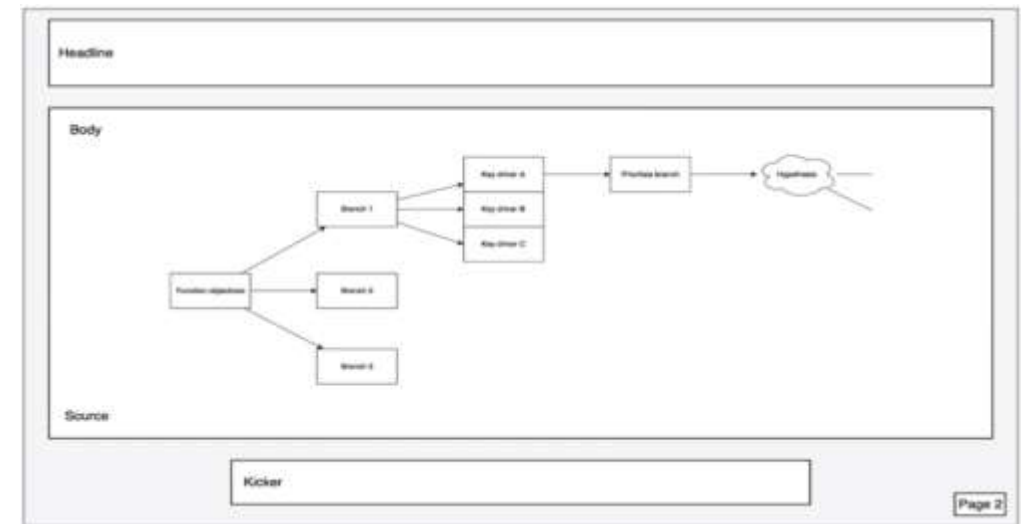 Headline
Body
Key driver A
Prioritize branch
Hypothesis
Branch 1
Key driver B
Key driver C
Function objectives
Branch 2
Branch 3
Source
Kicker
Page 2